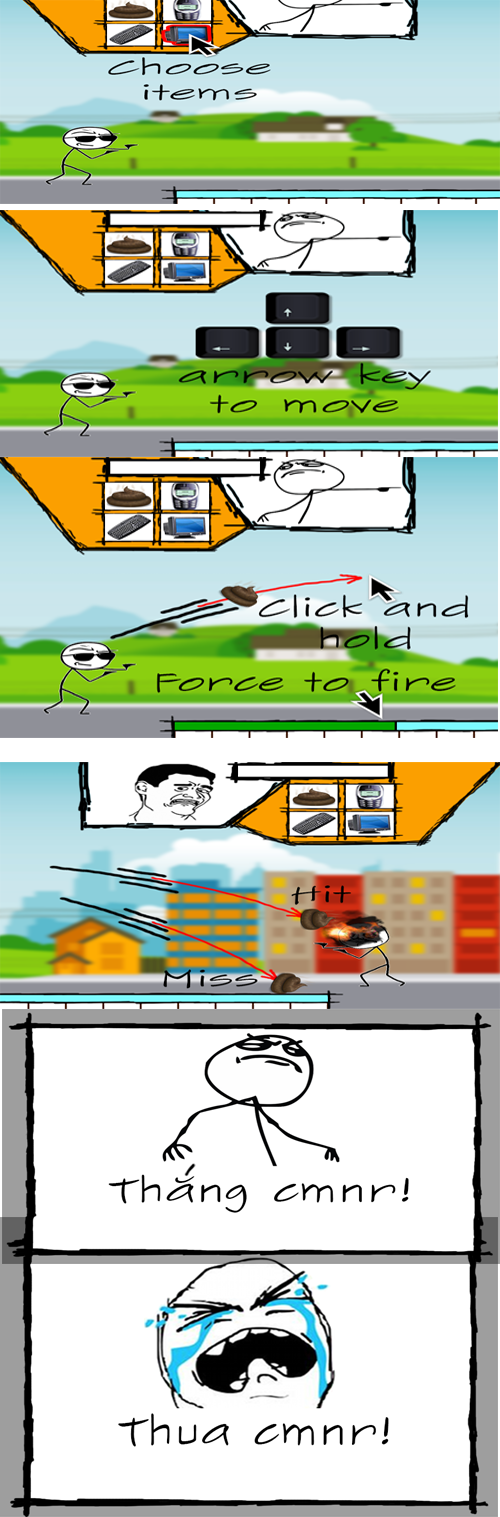 Choose
items
arrow key
to move
Click and
hold
Force to fire
Hit
Miss
Thắng cmnr!
Thua cmnr!